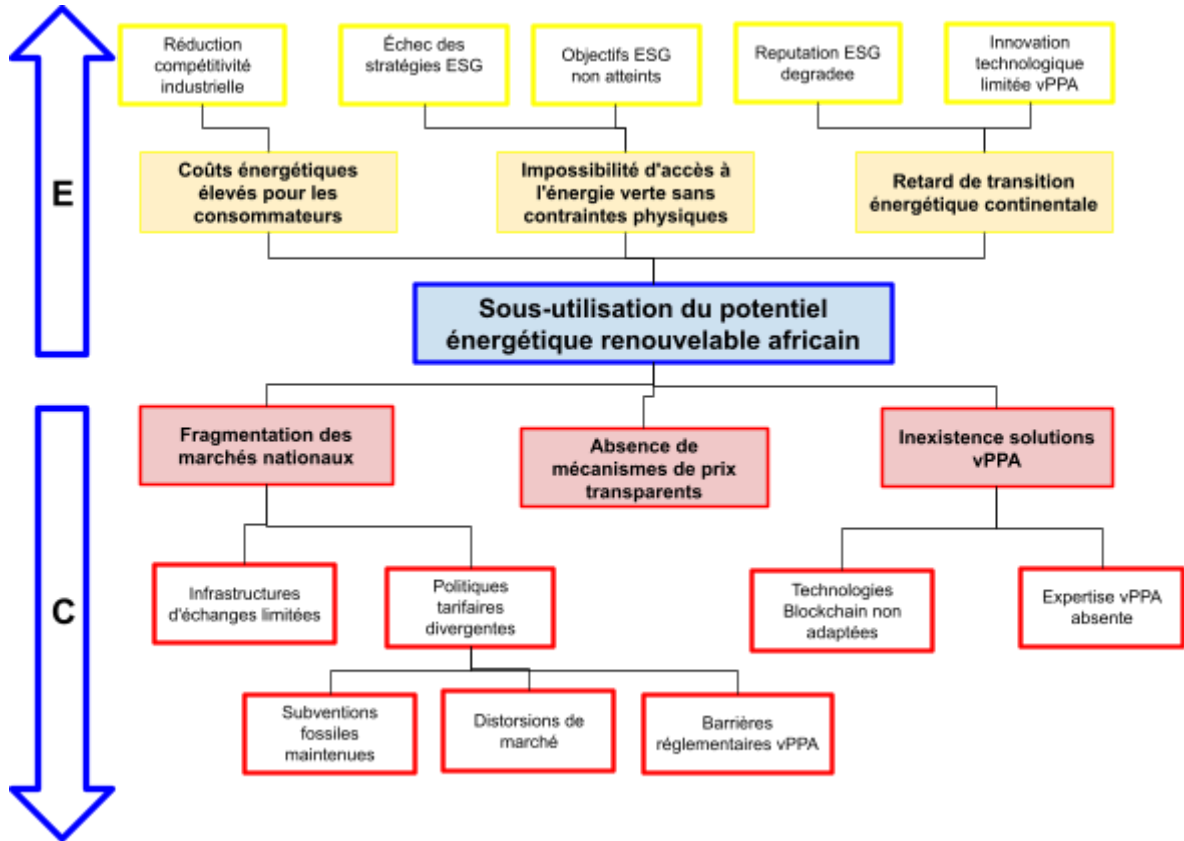 Réduction
compétitivité
industrielle
Échec des
stratégies ESG
Objectifs ESG
non atteints
Reputation ESG
degradee
Innovation
technologique
limitée vPPA
E
Coûts énergétiques
élevés pour les
consommateurs
Impossibilité d'accès à
l'énergie verte sans
contraintes physiques
Retard de transition
énergétique continentale
Sous-utilisation du potentiel
énergétique renouvelable africain
C
Fragmentation des
marchés nationaux
Absence de
mécanismes de prix
transparents
Inexistence solutions
vPPA
Infrastructures
d'échanges limitées
Politiques
tarifaires
divergentes
Technologies
Blockchain non
adaptées
Expertise vPPA
absente
Subventions
fossiles
maintenues
Distorsions de
marché
Barrières
réglementaires vPPA